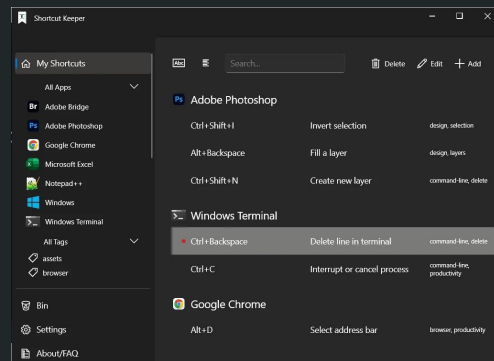 Shortcut Keeper
My Shortcuts
All Apps
Br Adobe Bridge
Ps Adobe Photoshop
Google Chrome
Microsoft Excel
Notepad++
Windows
Windows Terminal
All Tags
assets
browser
Bin
Settings
About/FAQ
Abc
Search...
Delete
Edit
Add
Ps Adobe Photoshop
Ctrl+Shift+I Invert selection design, selection
Alt+Backspace Fill a layer design, layers
Ctrl+Shift+N Create new layer command-line, delete
Windows Terminal
Ctrl+Backspace Delete line in terminal command-line, delete
Ctrl+C Interrupt or cancel process command-line,
productivity
Google Chrome
Alt+D Select address bar browser, productivity